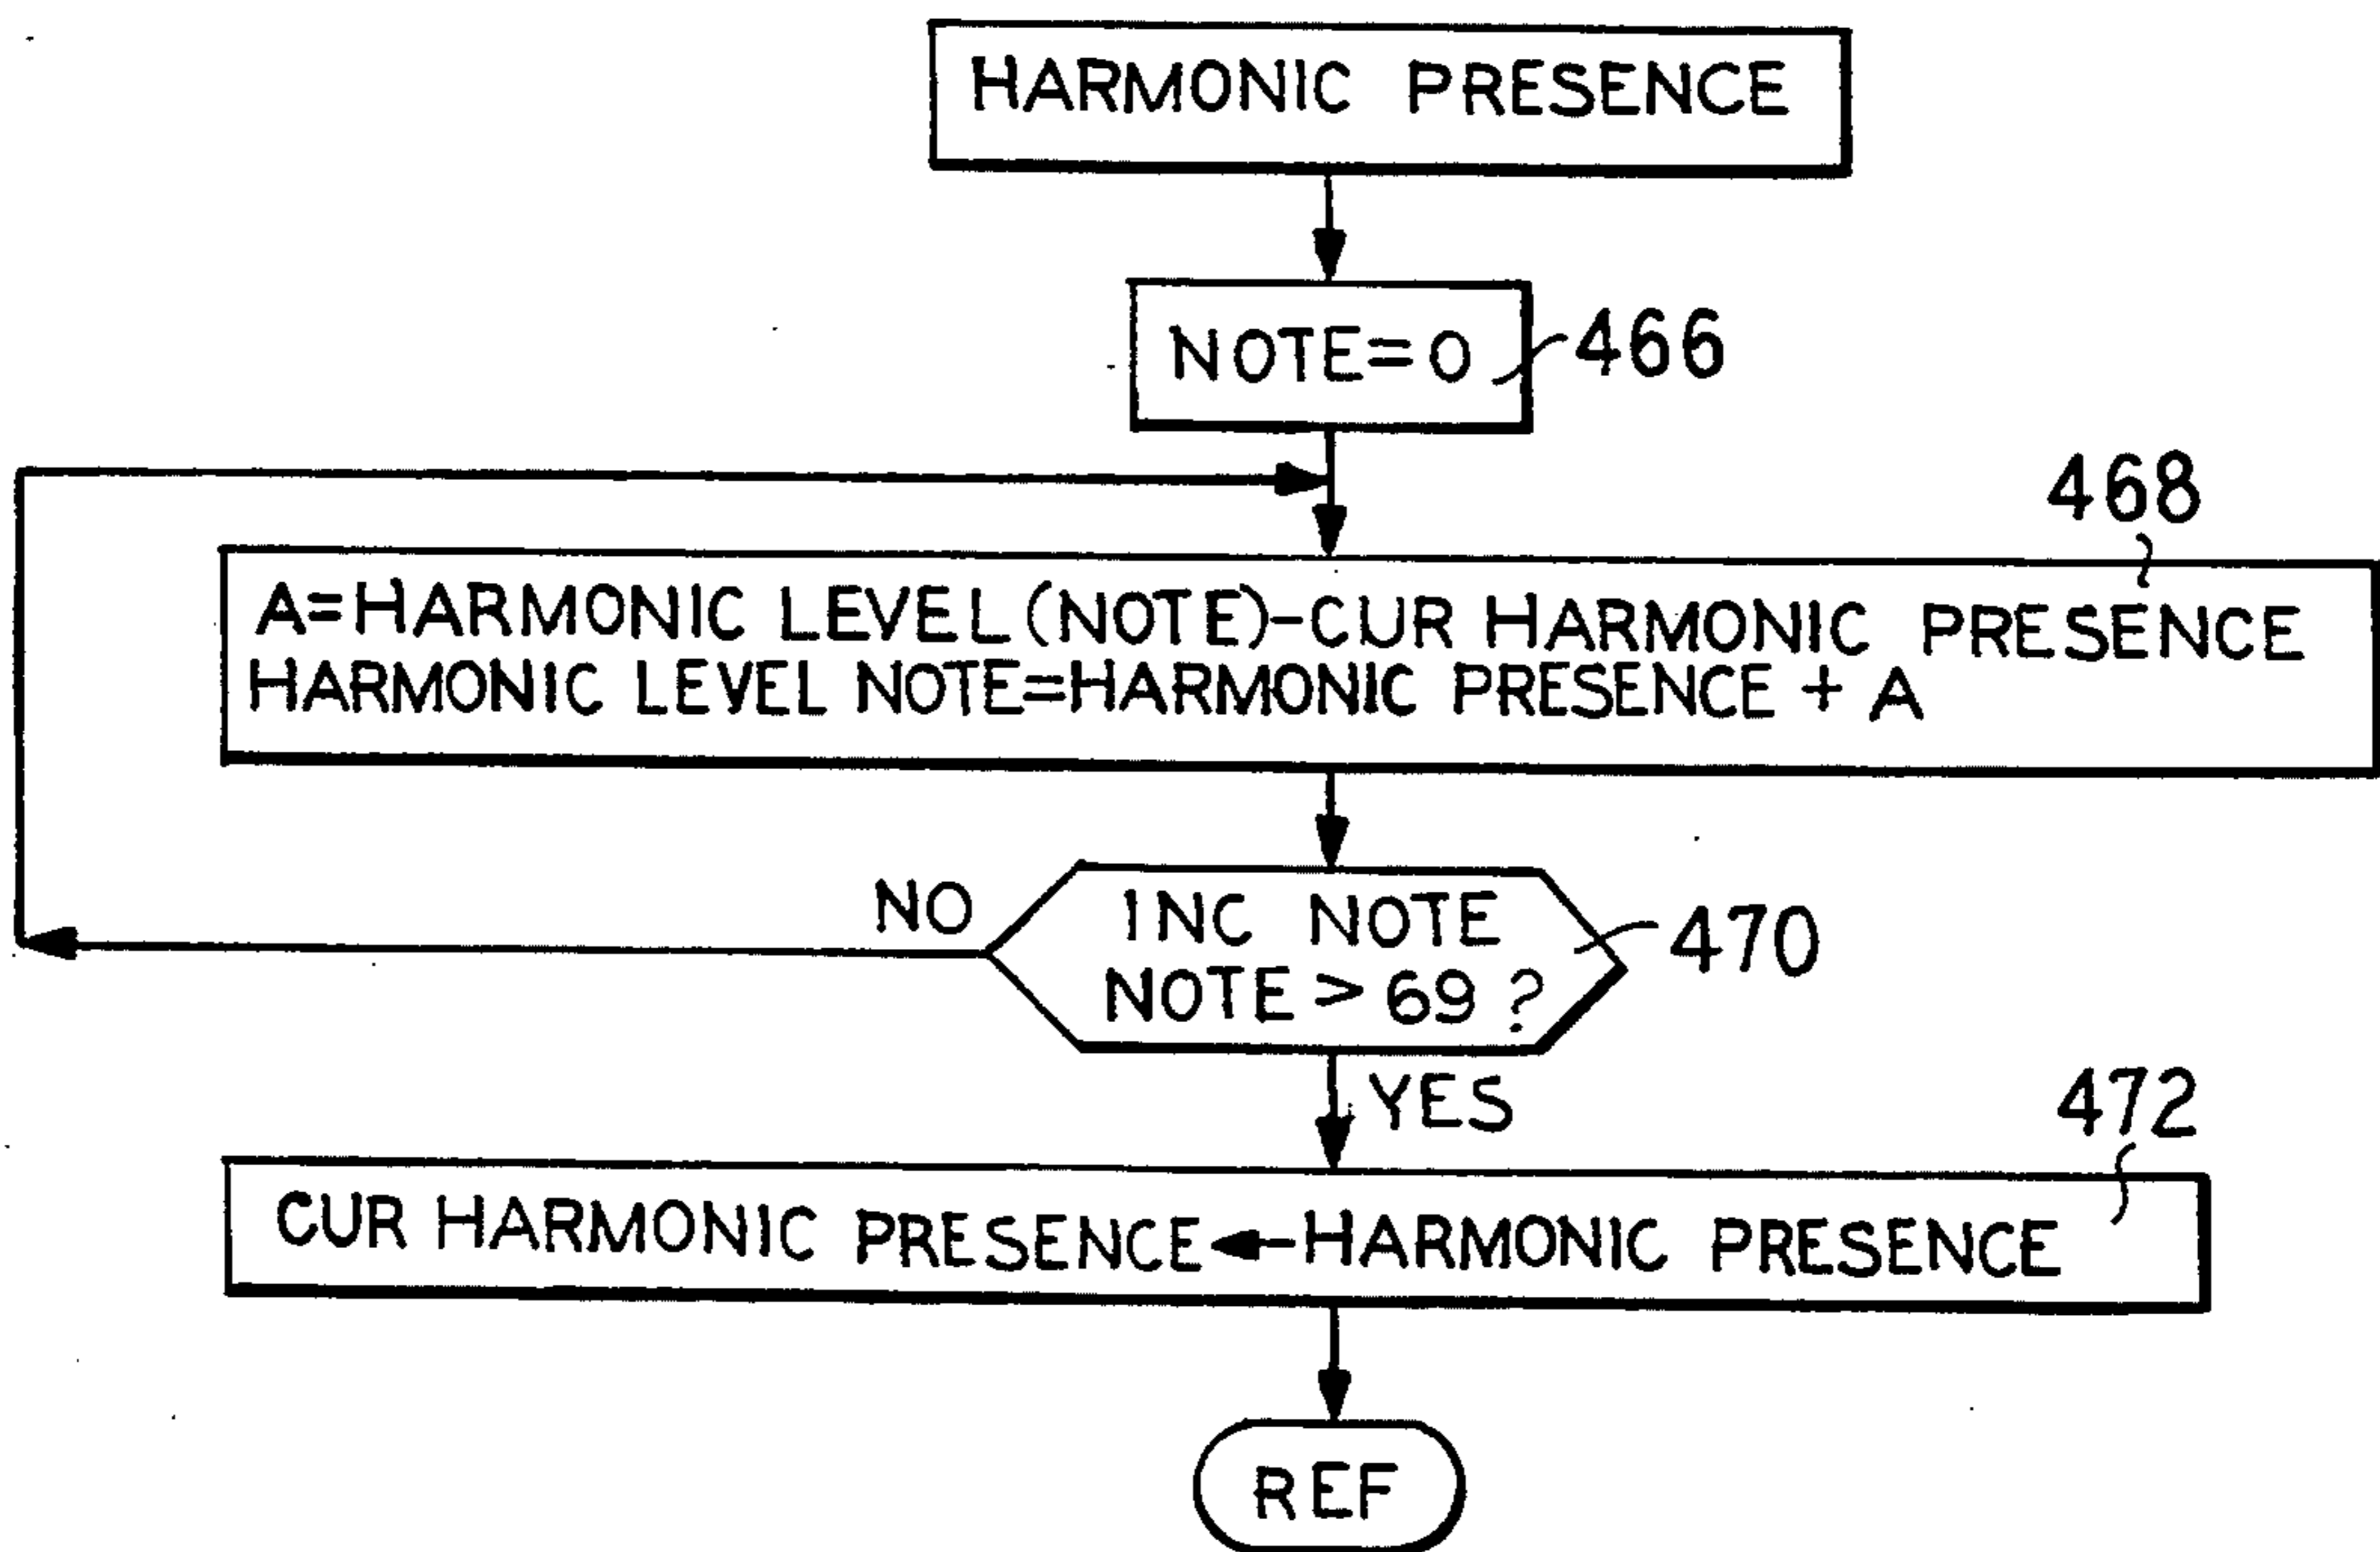 HARMONIC PRESENCE
NOTE=0
466
468
A=HARMONIC LEVEL(NOTE)-CUR HARMONIC PRESENCE
HARMONIC LEVEL NOTE=HARMONIC PRESENCE + A
NO
INC NOTE
NOTE > 69 ?
470
YES
472
CUR HARMONIC PRESENCE←HARMONIC PRESENCE
REF